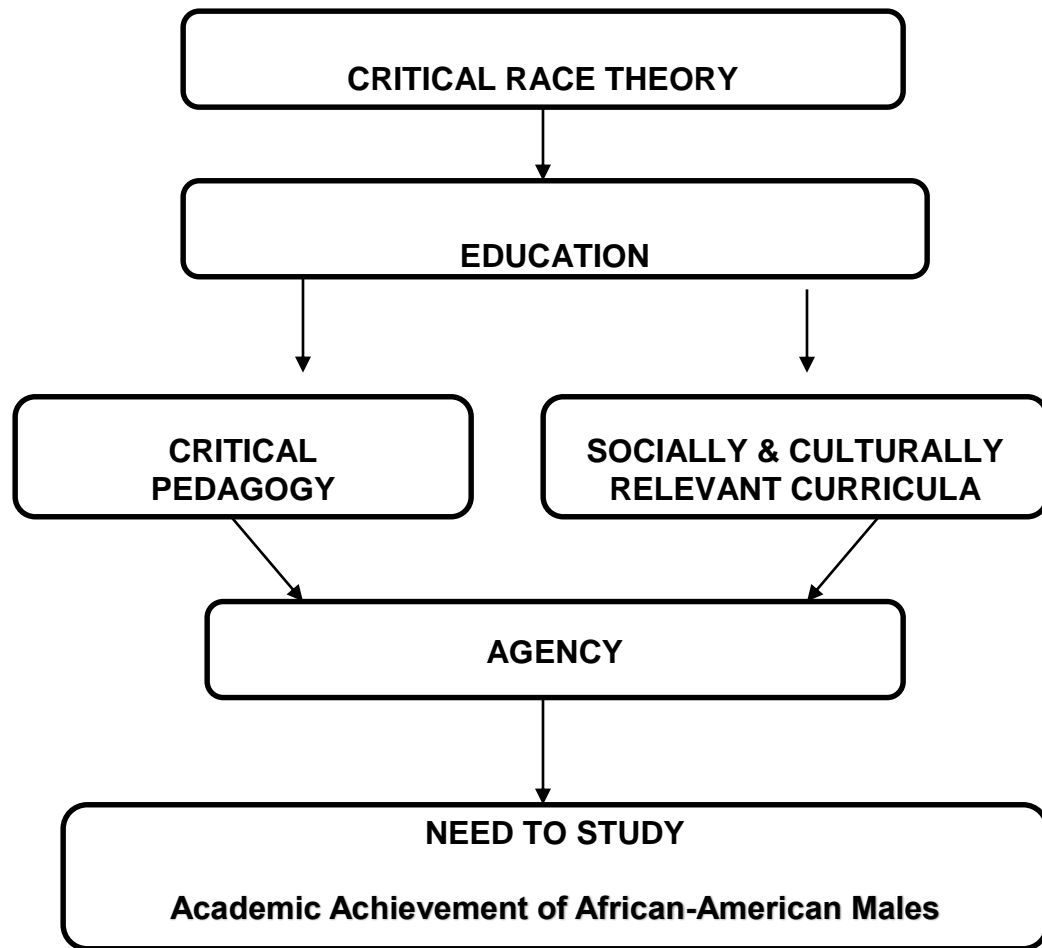 CRITICAL RACE THEORY
EDUCATION
CRITICAL
PEDAGOGY
SOCIALLY & CULTURALLY
RELEVANT CURRICULA
AGENCY
NEED TO STUDY
Academic Achievement of African-American Males